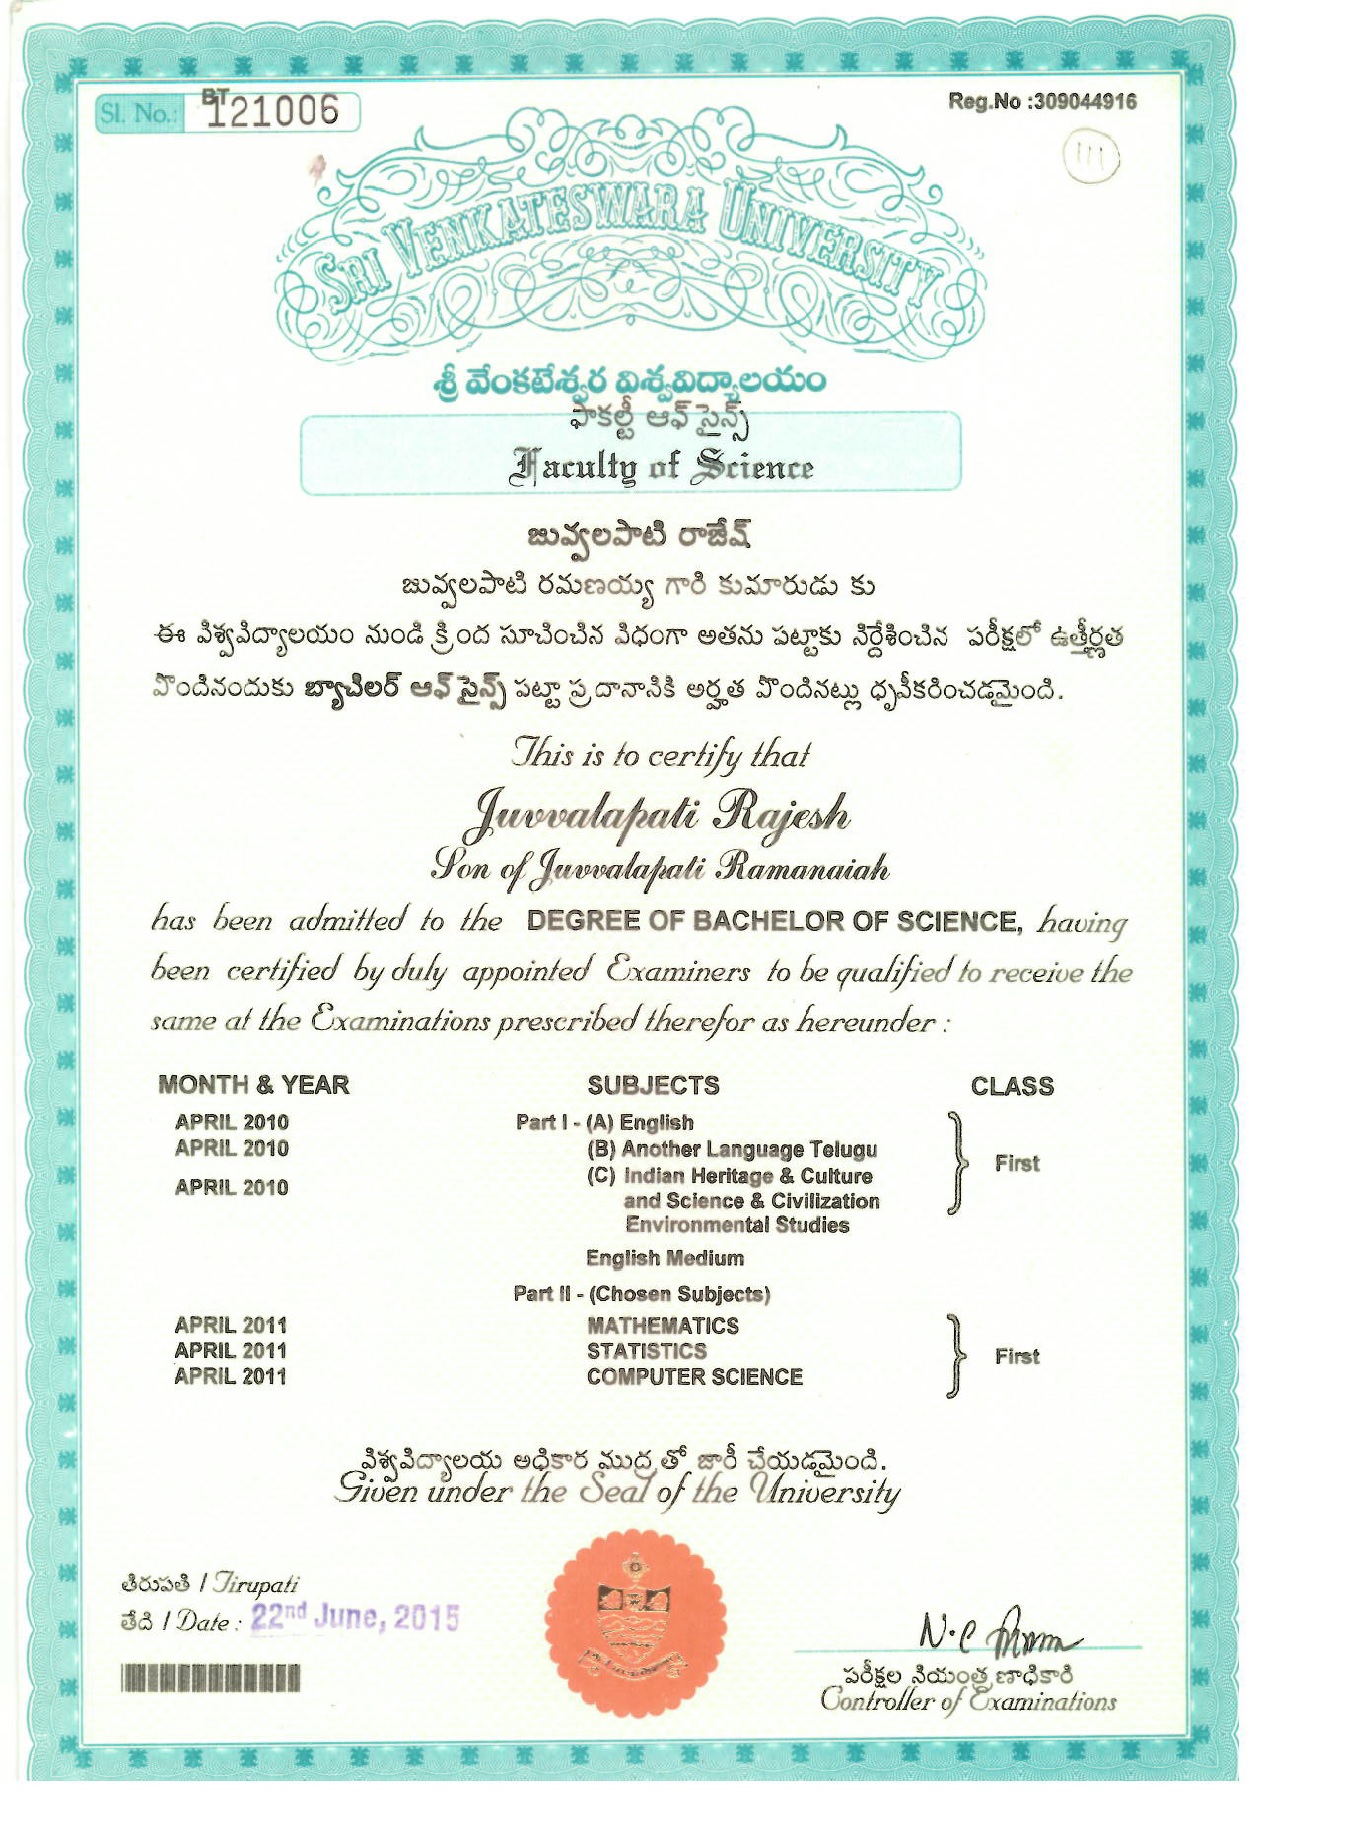 Sl. No.: BT 121006
Reg.No :309044916
111
SRI VENKATESWARA UNIVERSITY
శ్రీ వేంకటేశ్వర విశ్వవిద్యాలయం
ఫాకల్టీ ఆఫ్ సైన్స్
Faculty of Science
జువ్వలపాటి రాజేష్
జువ్వలపాటి రమణయ్య గారి కుమారుడు కు
ఈ విశ్వవిద్యాలయం నుండి క్రింద సూచించిన విధంగా అతను పట్టాకు నిర్దేశించిన పరీక్షలో ఉత్తీర్ణత
పొందినందుకు బ్యాచిలర్ ఆఫ్ సైన్స్ పట్టా ప్రదానానికి అర్హత పొందినట్లు ధృవీకరించడమైంది.
This is to certify that
Juvvalapati Rajesh
Son of Juvvalapati Ramanaiah
has been admitted to the DEGREE OF BACHELOR OF SCIENCE, having
been certified by duly appointed Examiners to be qualified to receive the
same at the Examinations prescribed therefor as hereunder :
MONTH & YEAR SUBJECTS CLASS
APRIL 2010 Part I - (A) English
APRIL 2010 (B) Another Language Telugu
First
APRIL 2010 (C) Indian Heritage & Culture
and Science & Civilization
Environmental Studies
English Medium
Part II - (Chosen Subjects)
APRIL 2011 MATHEMATICS
APRIL 2011 STATISTICS First
APRIL 2011 COMPUTER SCIENCE
విశ్వవిద్యాలయ అధికార ముద్ర తో జారీ చేయడమైంది.
Given under the Seal of the University
తిరుపతి / Tirupati
తేది / Date : 22nd June, 2015
పరీక్షల నియంత్రణాధికారి
Controller of Examinations